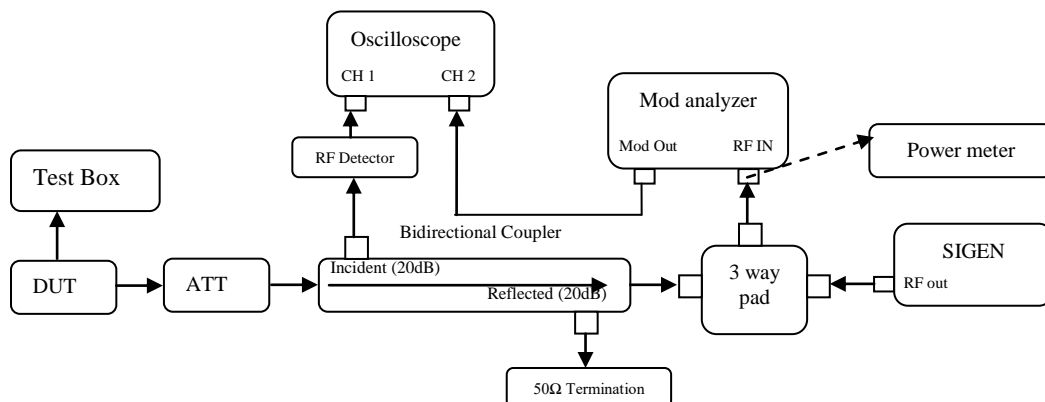 Oscilloscope
CH 1
CH 2
Mod analyzer
Mod Out
RF IN
Power meter
RF Detector
Test Box
Bidirectional Coupler
SIGEN
RF out
DUT
ATT
Incident (20dB)
Reflected (20dB)
3 way
pad
50Ω Termination